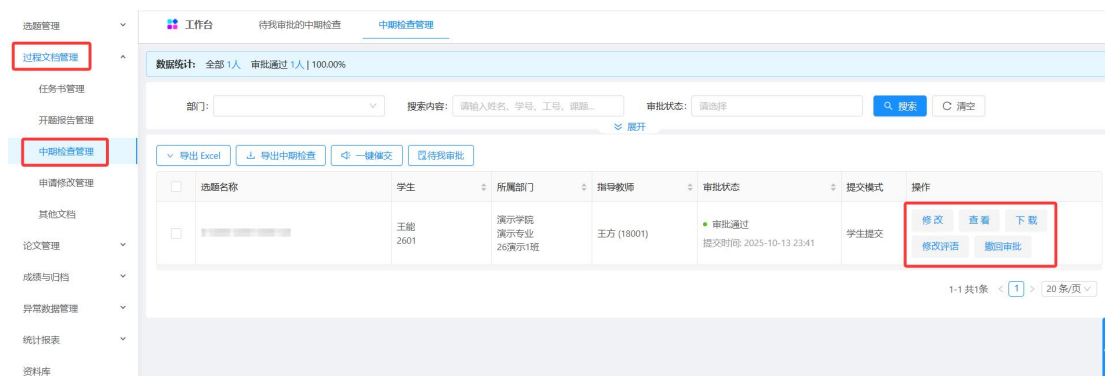 选题管理
过程文档管理
任务书管理
开题报告管理
中期检查管理
申请修改管理
其他文档
论文管理
成绩与归档
异常数据管理
统计报表
资料库
工作台 待我审批的中期检查 中期检查管理
数据统计: 全部 1人 审批通过 1人 | 100.00%
部门: 搜索内容: 请输入姓名、学号、工号、课题... 审批状态: 请选择 搜索 清空
展开
导出 Excel 导出中期检查 一键催交 待我审批
选题名称 学生 所属部门 指导教师 审批状态 提交模式 操作
王能 2601
演示学院 演示专业 26演示1班
王方 (18001)
审批通过
提交时间: 2025-10-13 23:41
学生提交
修改 查看 下载
修改评语 撤回审批
1-1 共1条 < 1 > 20 条/页